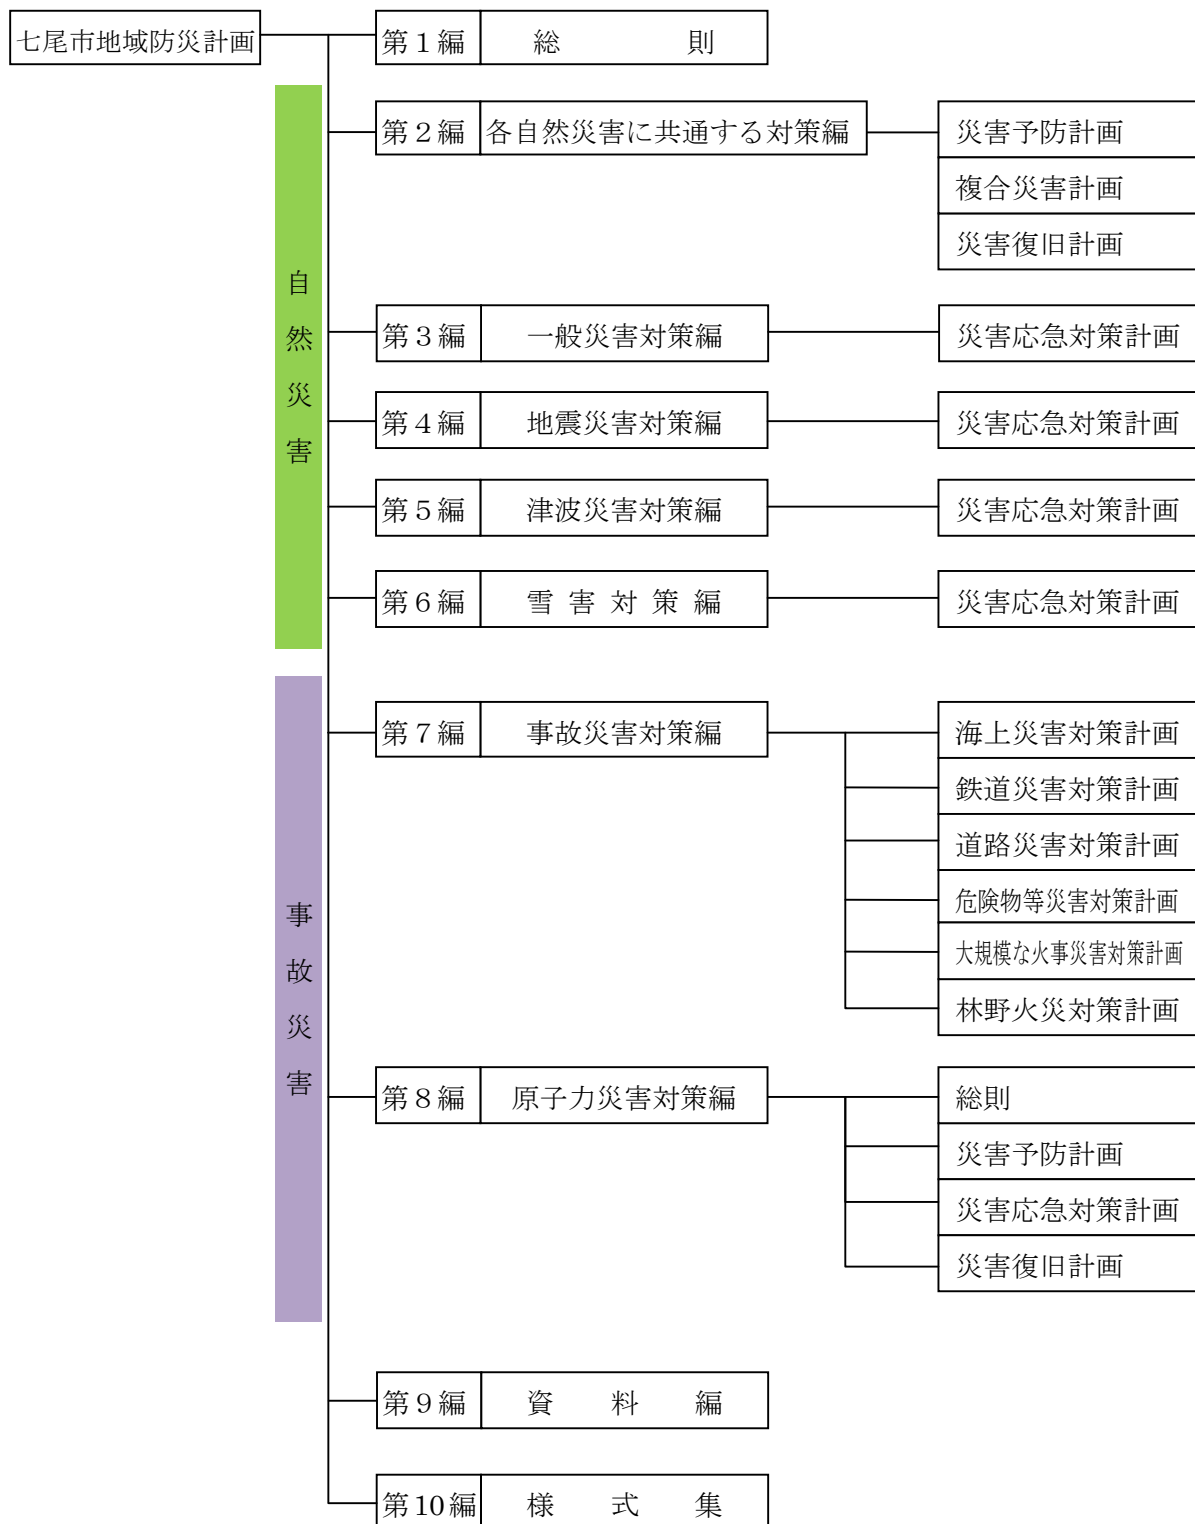 七尾市地域防災計画
第１編 総則
自然災害
第２編 各自然災害に共通する対策編
災害予防計画
複合災害計画
災害復旧計画
第３編 一般災害対策編 災害応急対策計画
第４編 地震災害対策編 災害応急対策計画
第５編 津波災害対策編 災害応急対策計画
第６編 雪害対策編 災害応急対策計画
事故災害
第７編 事故災害対策編
海上災害対策計画
鉄道災害対策計画
道路災害対策計画
危険物等災害対策計画
大規模な火事災害対策計画
林野火災対策計画
第８編 原子力災害対策編
総則
災害予防計画
災害応急対策計画
災害復旧計画
第９編 資料編
第10編 様式集